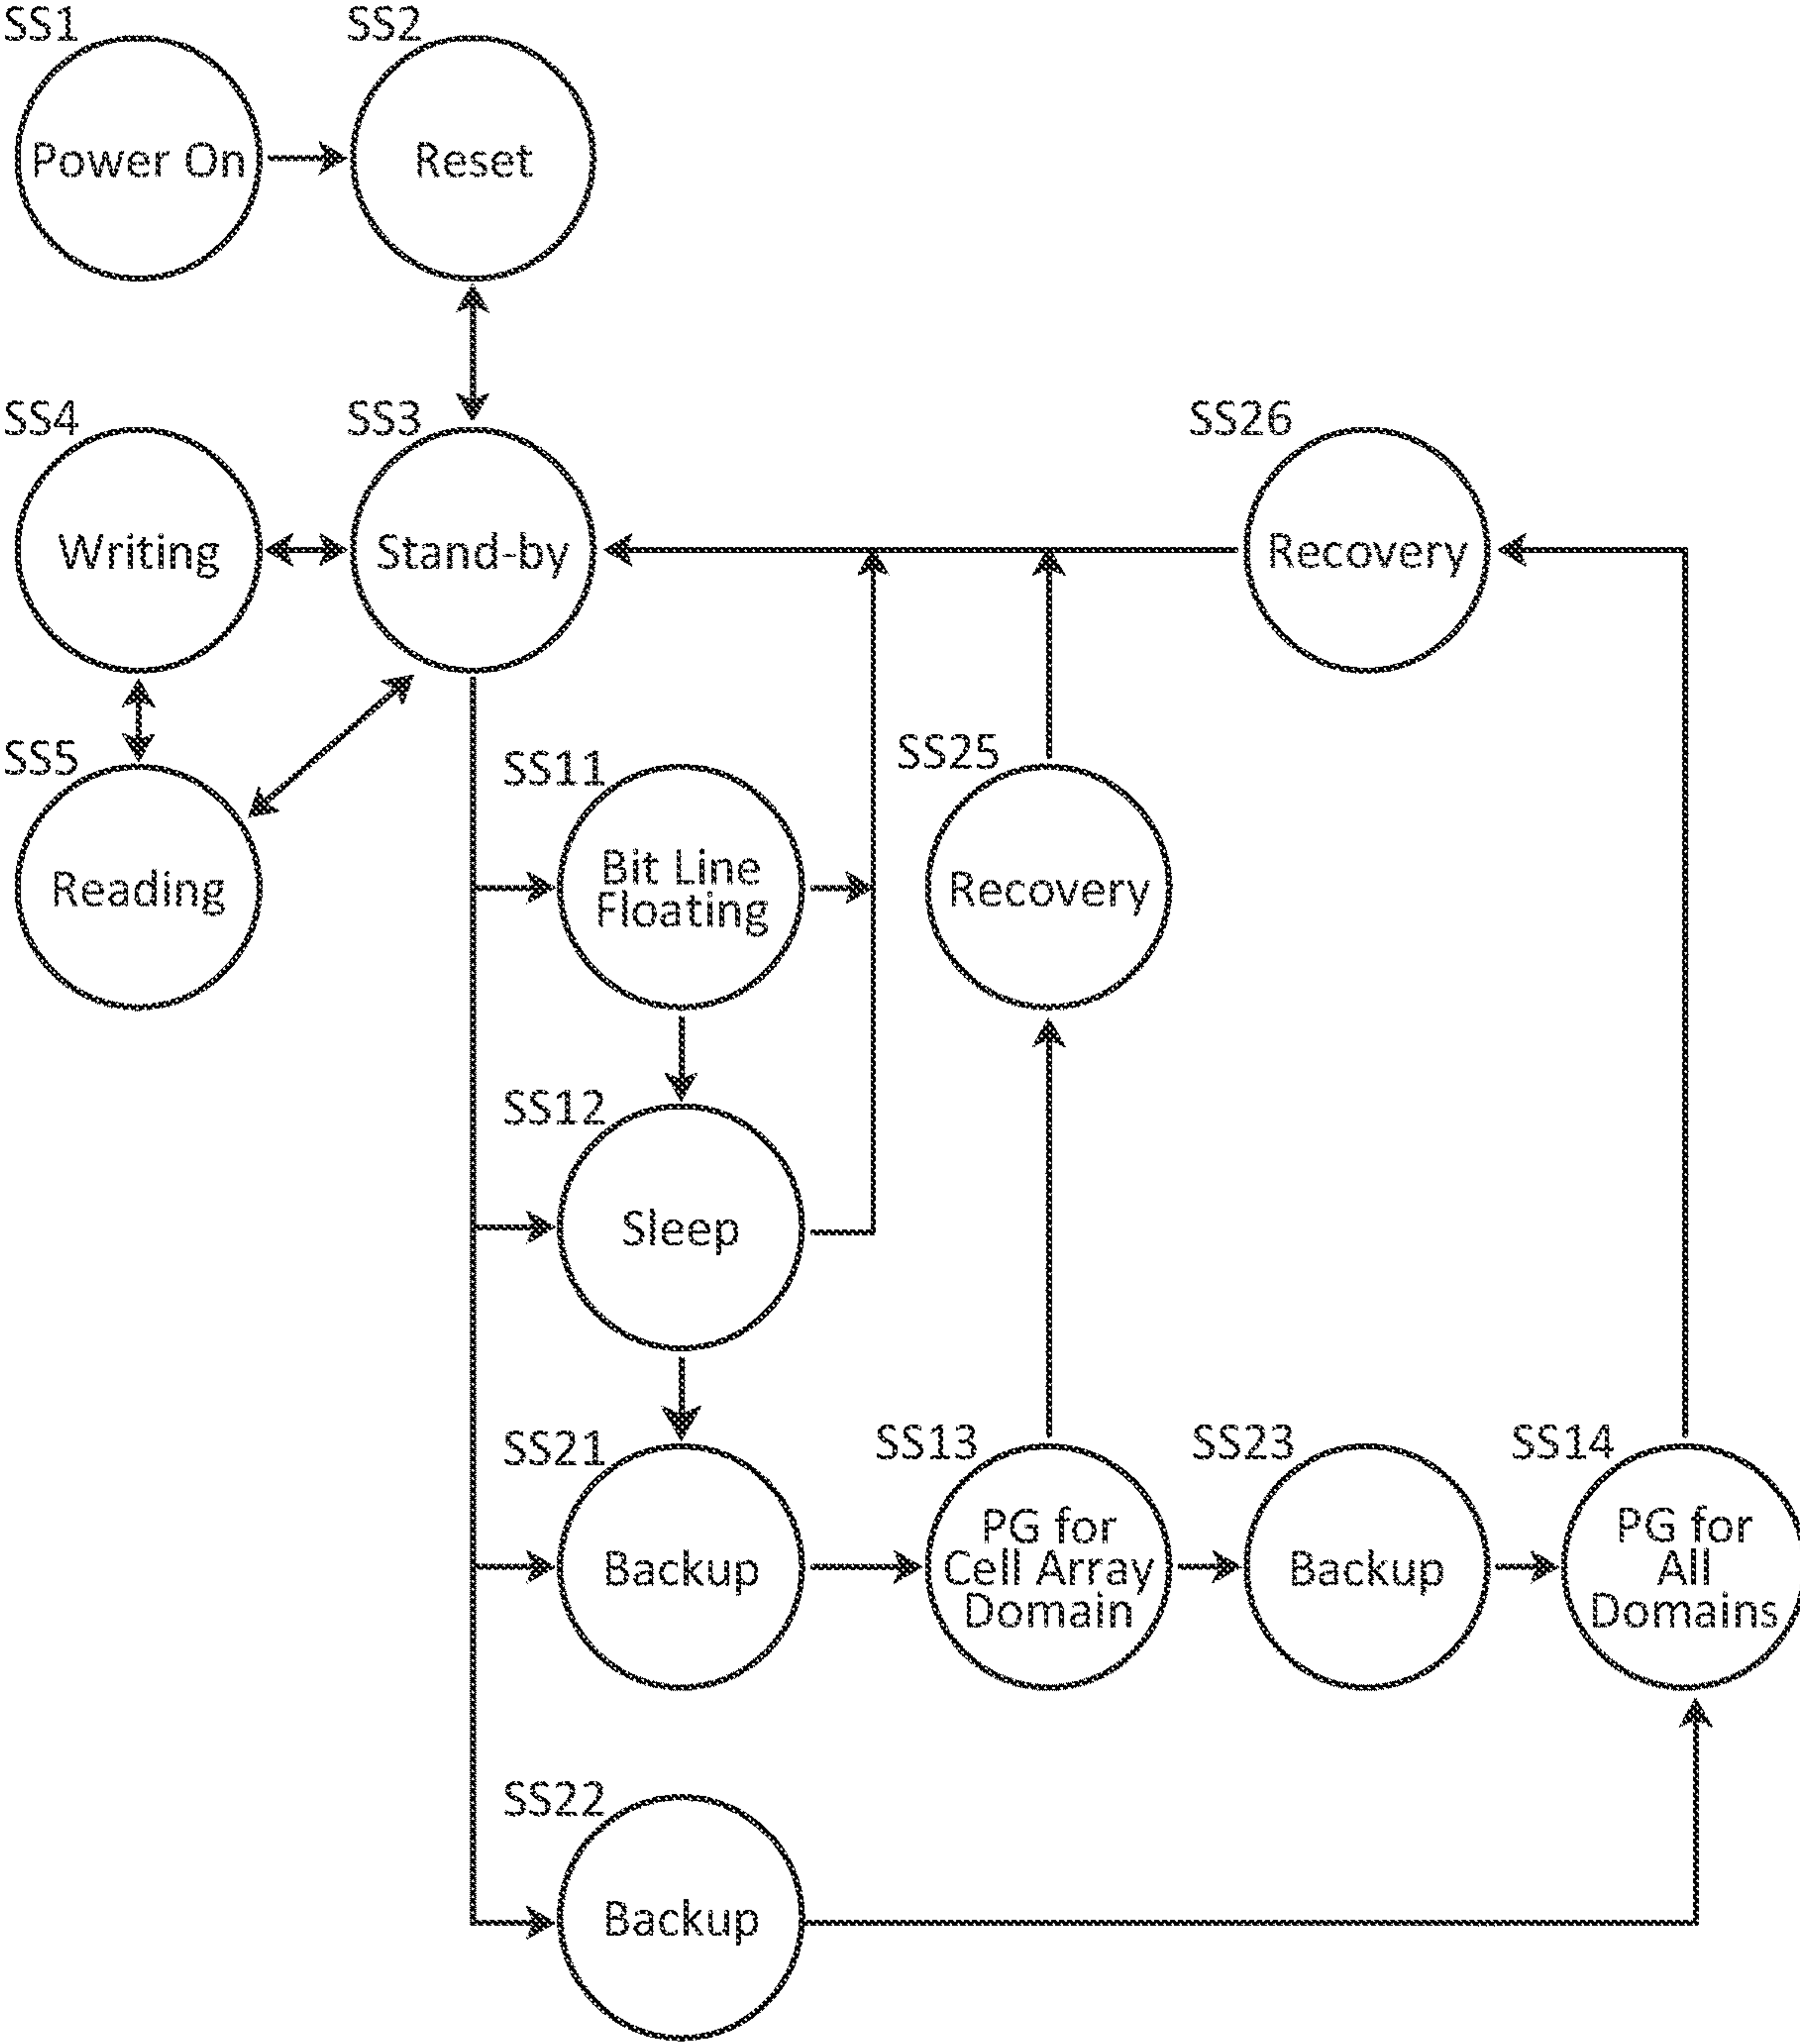 SS1
Power On
SS2
Reset
SS4
Writing
SS3
Stand-by
SS26
Recovery
SS5
Reading
SS11
Bit Line
Floating
SS25
Recovery
SS12
Sleep
SS21
Backup
SS13
PG for
Cell Array
Domain
SS23
Backup
SS14
PG for
All
Domains
SS22
Backup